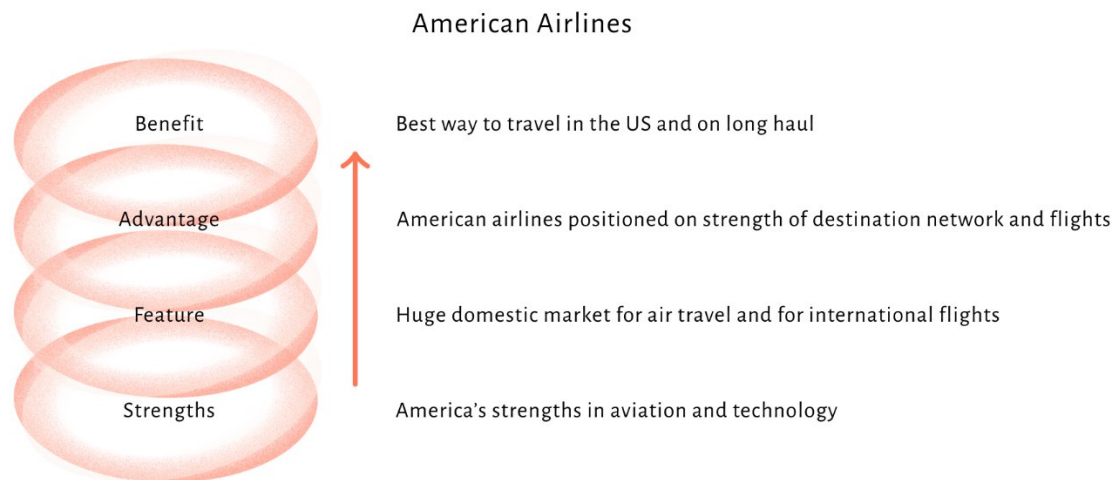 American Airlines
Benefit
Best way to travel in the US and on long haul
Advantage
American airlines positioned on strength of destination network and flights
Feature
Huge domestic market for air travel and for international flights
Strengths
America’s strengths in aviation and technology